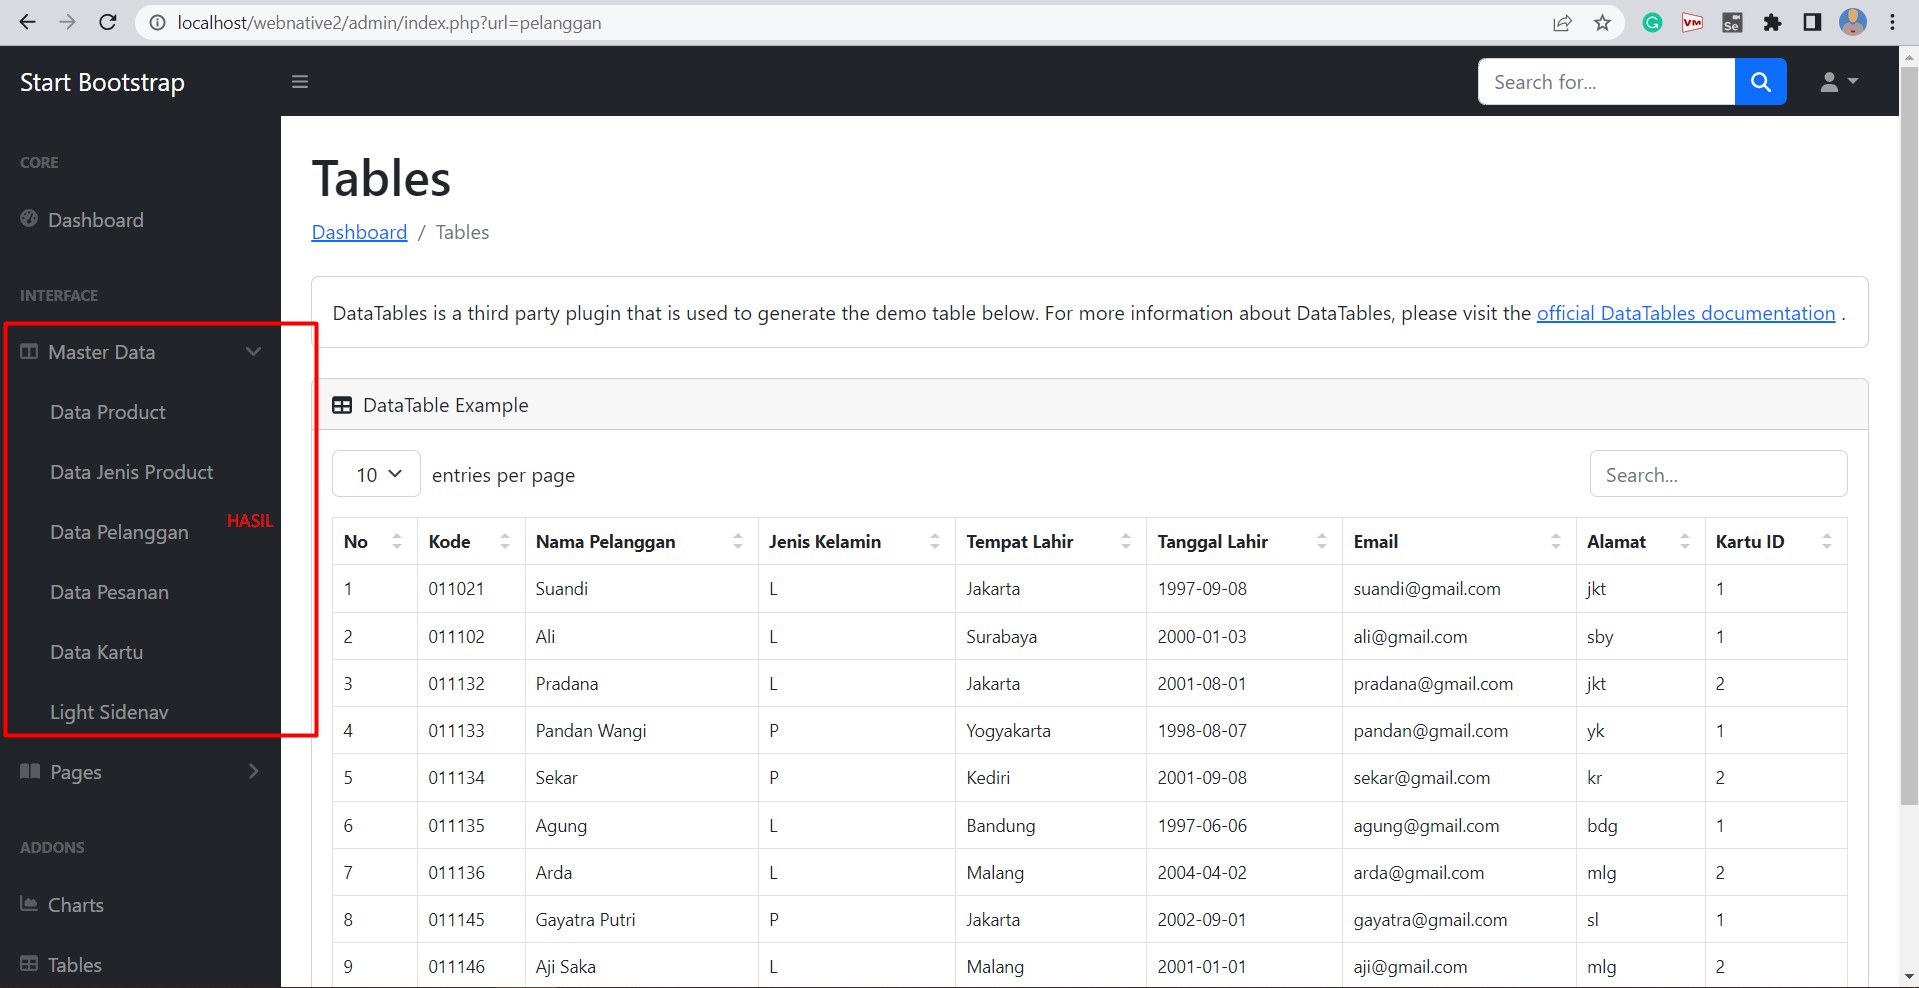 localhost/webnative2/admin/index.php?url=pelanggan
G
VM
Se
Start Bootstrap
Search for...
CORE
Dashboard
INTERFACE
Master Data
Data Product
Data Jenis Product
Data Pelanggan
HASIL
Data Pesanan
Data Kartu
Light Sidenav
Pages
ADDONS
Charts
Tables
Tables
Dashboard / Tables
DataTables is a third party plugin that is used to generate the demo table below. For more information about DataTables, please visit the official DataTables documentation .
DataTable Example
10 entries per page
Search...
No Kode Nama Pelanggan Jenis Kelamin Tempat Lahir Tanggal Lahir Email Alamat Kartu ID
1 011021 Suandi L Jakarta 1997-09-08 suandi@gmail.com jkt 1
2 011102 Ali L Surabaya 2000-01-03 ali@gmail.com sby 1
3 011132 Pradana L Jakarta 2001-08-01 pradana@gmail.com jkt 2
4 011133 Pandan Wangi P Yogyakarta 1998-08-07 pandan@gmail.com yk 1
5 011134 Sekar P Kediri 2001-09-08 sekar@gmail.com kr 2
6 011135 Agung L Bandung 1997-06-06 agung@gmail.com bdg 1
7 011136 Arda L Malang 2004-04-02 arda@gmail.com mlg 2
8 011145 Gayatra Putri P Jakarta 2002-09-01 gayatra@gmail.com sl 1
9 011146 Aji Saka L Malang 2001-01-01 aji@gmail.com mlg 2